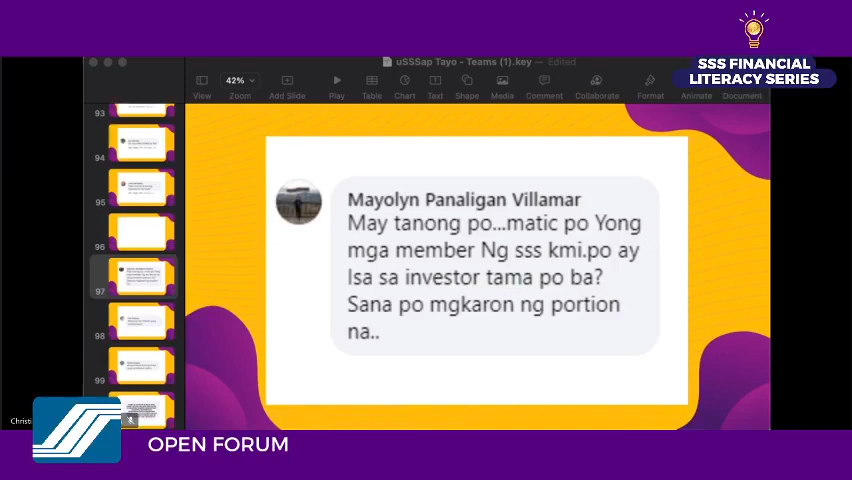 SSS FINANCIAL
LITERACY SERIES
uSSSap Tayo - Teams (1).key — Edited
42%
View
Zoom
Add Slide
Play
Table
Chart
Text
Shape
Media
Comment
Collaborate
Format
Animate
Document
93
94
95
96
97
98
99
Mayolyn Panaligan Villamar
May tanong po...matic po Yong
mga member Ng sss kmi.po ay
Isa sa investor tama po ba?
Sana po mgkaron ng portion
na..
Christi
OPEN FORUM